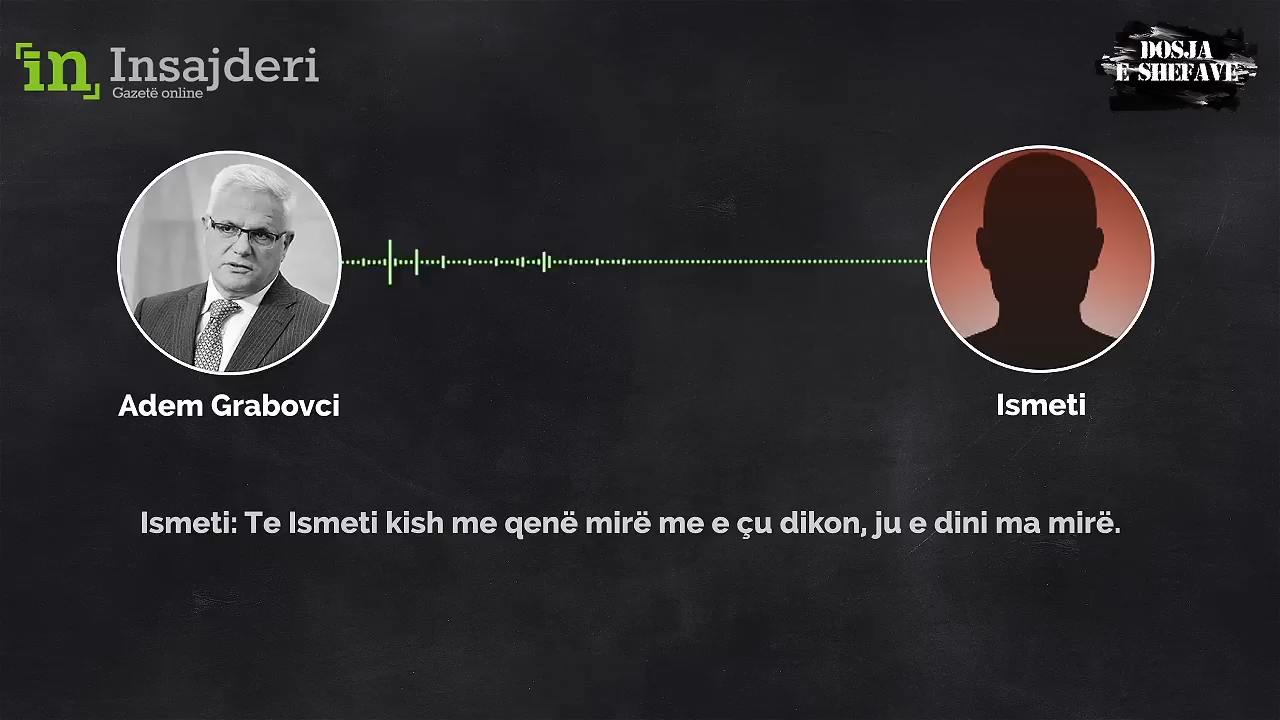 in Insajderi
Gazetë online
DOSJA
E SHEFAVE
Adem Grabovci
Ismeti
Ismeti: Te Ismeti kish me qenë mirë me e çu dikon, ju e dini ma mirë.